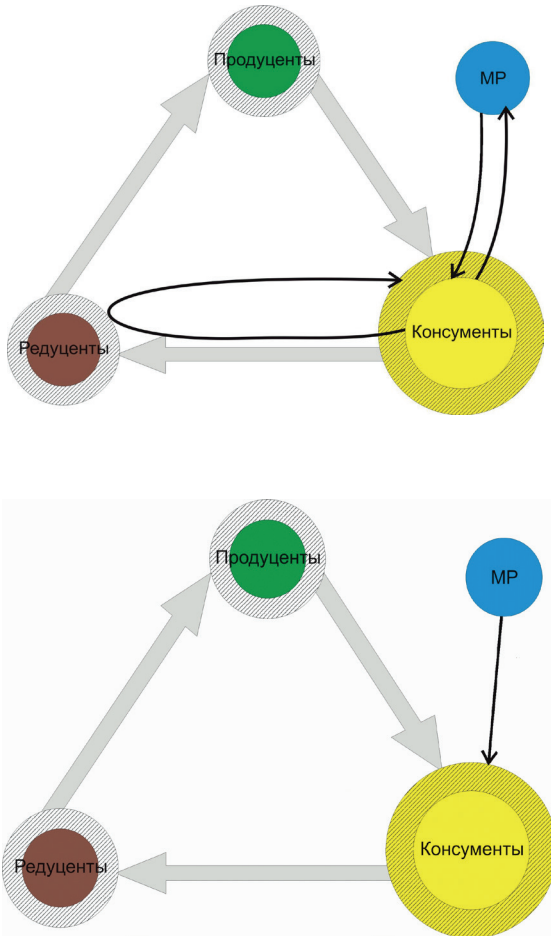 Продуценты
МР
Консументы
Редуценты
Продуценты
МР
Консументы
Редуценты